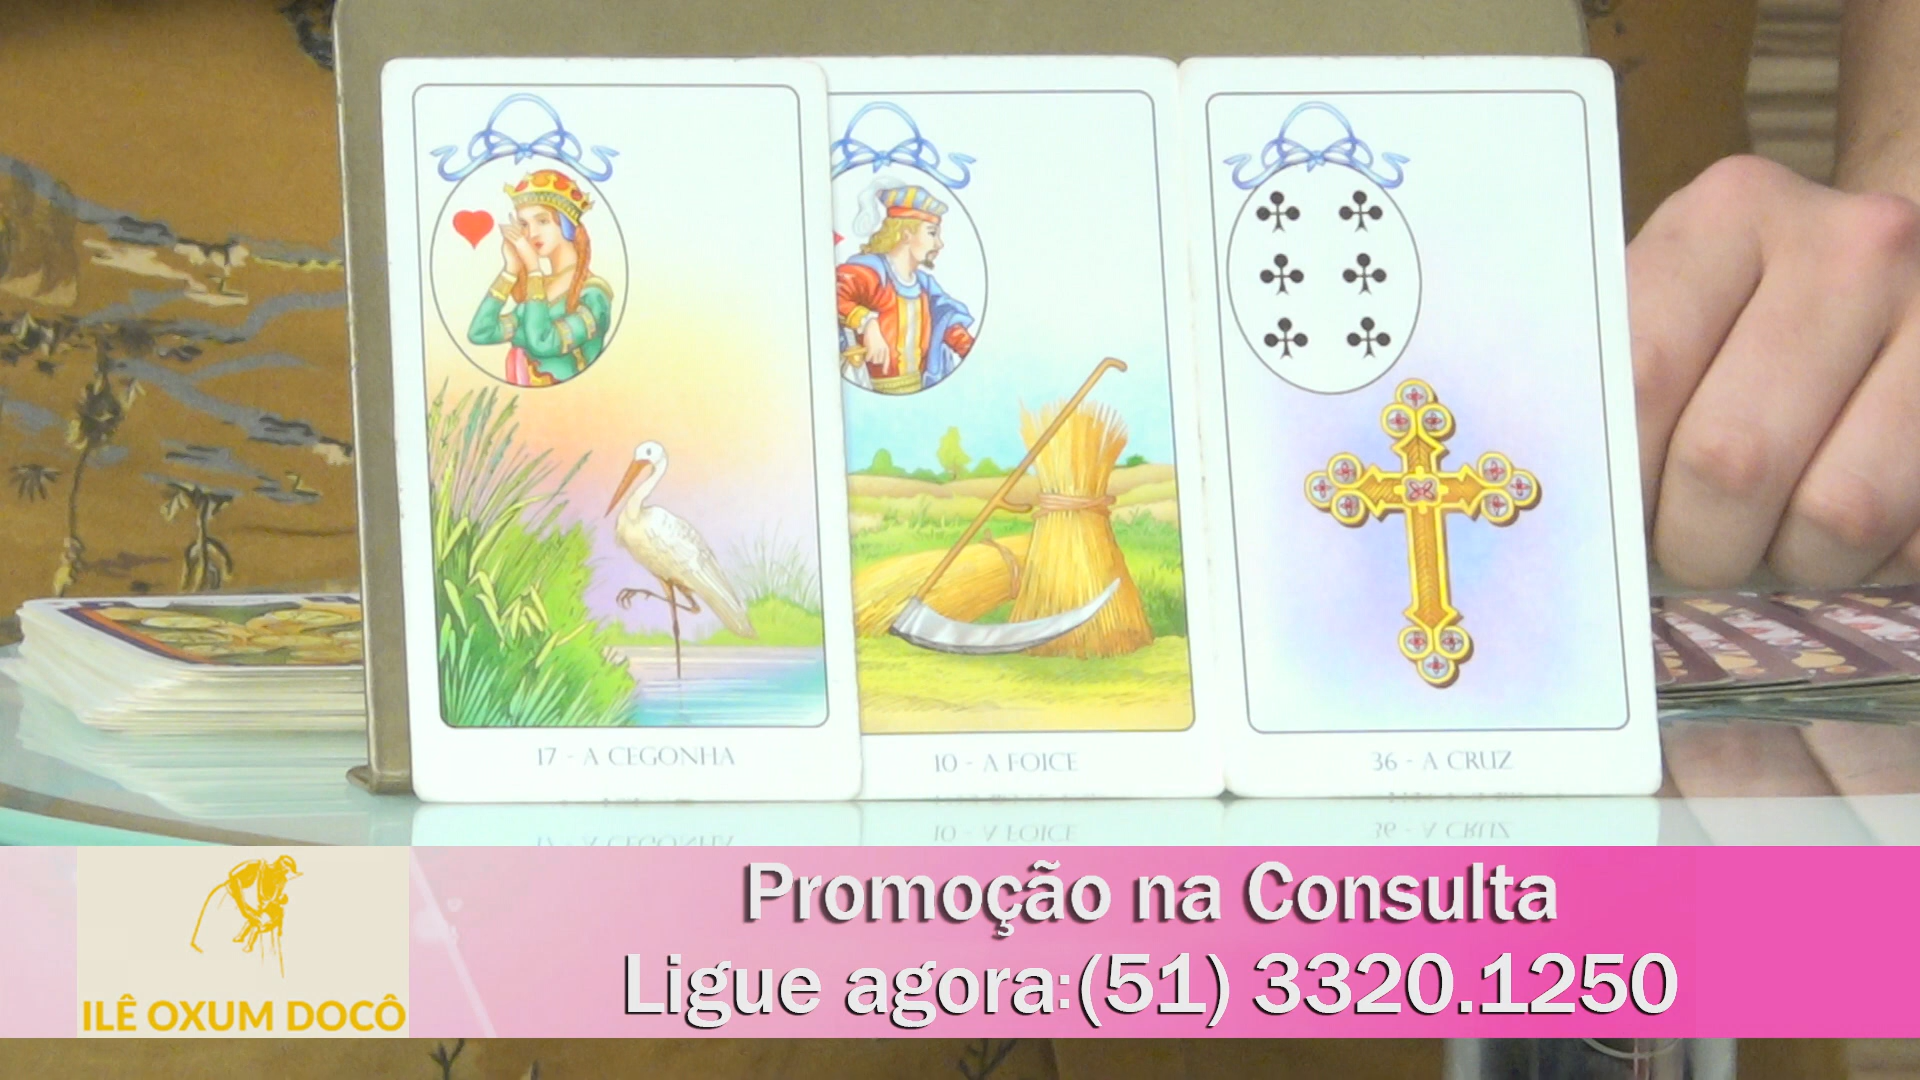 17 - A CEGONHA
10 - A FOICE
36 - A CRUZ
Promoção na Consulta
Ligue agora:(51) 3320.1250
ILÊ OXUM DOCÔ